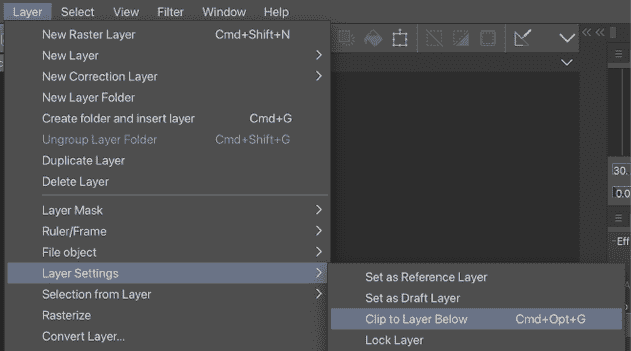 Layer Select View Filter Window Help
New Raster Layer Cmd+Shift+N
New Layer
New Correction Layer
New Layer Folder
Create folder and insert layer Cmd+G
Ungroup Layer Folder Cmd+Shift+G
Duplicate Layer
Delete Layer
Layer Mask
Ruler/Frame
File object
Layer Settings
Selection from Layer
Rasterize
Convert Layer...
Set as Reference Layer
Set as Draft Layer
Clip to Layer Below Cmd+Opt+G
Lock Layer
30.
0.0
Eff